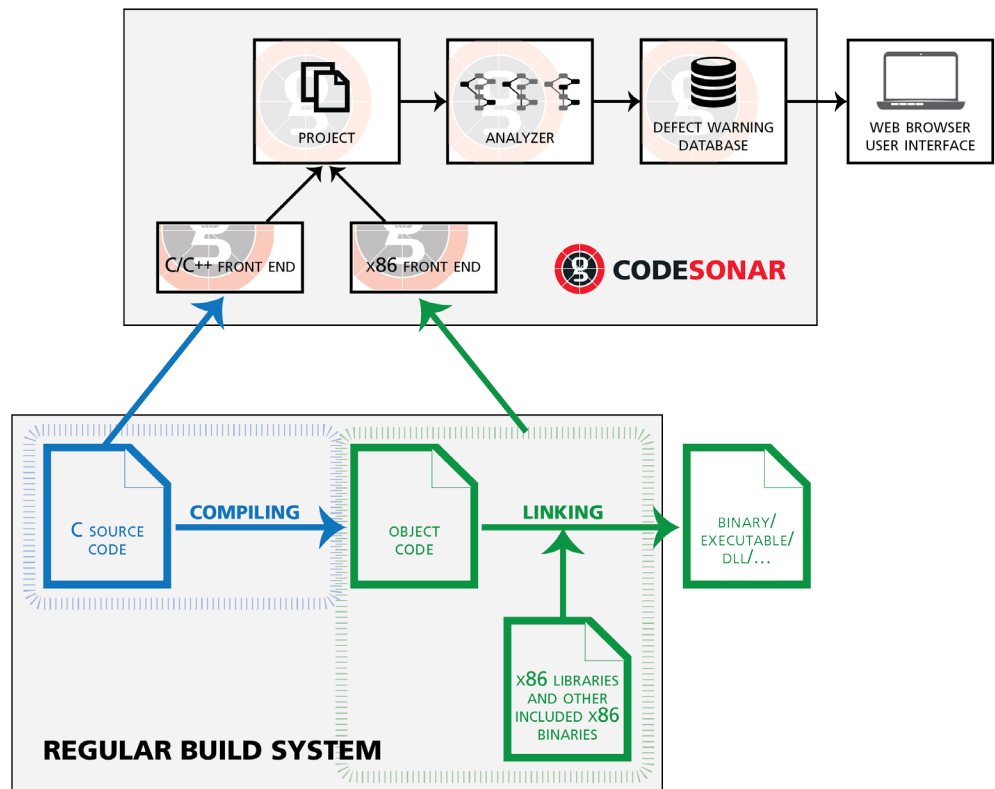 PROJECT
ANALYZER
DEFECT WARNING
DATABASE
WEB BROWSER
USER INTERFACE
C/C++ FRONT END
X86 FRONT END
CODESONAR
C SOURCE
CODE
COMPILING
OBJECT
CODE
LINKING
BINARY/
EXECUTABLE/
DLL/...
X86 LIBRARIES
AND OTHER
INCLUDED X86
BINARIES
REGULAR BUILD SYSTEM